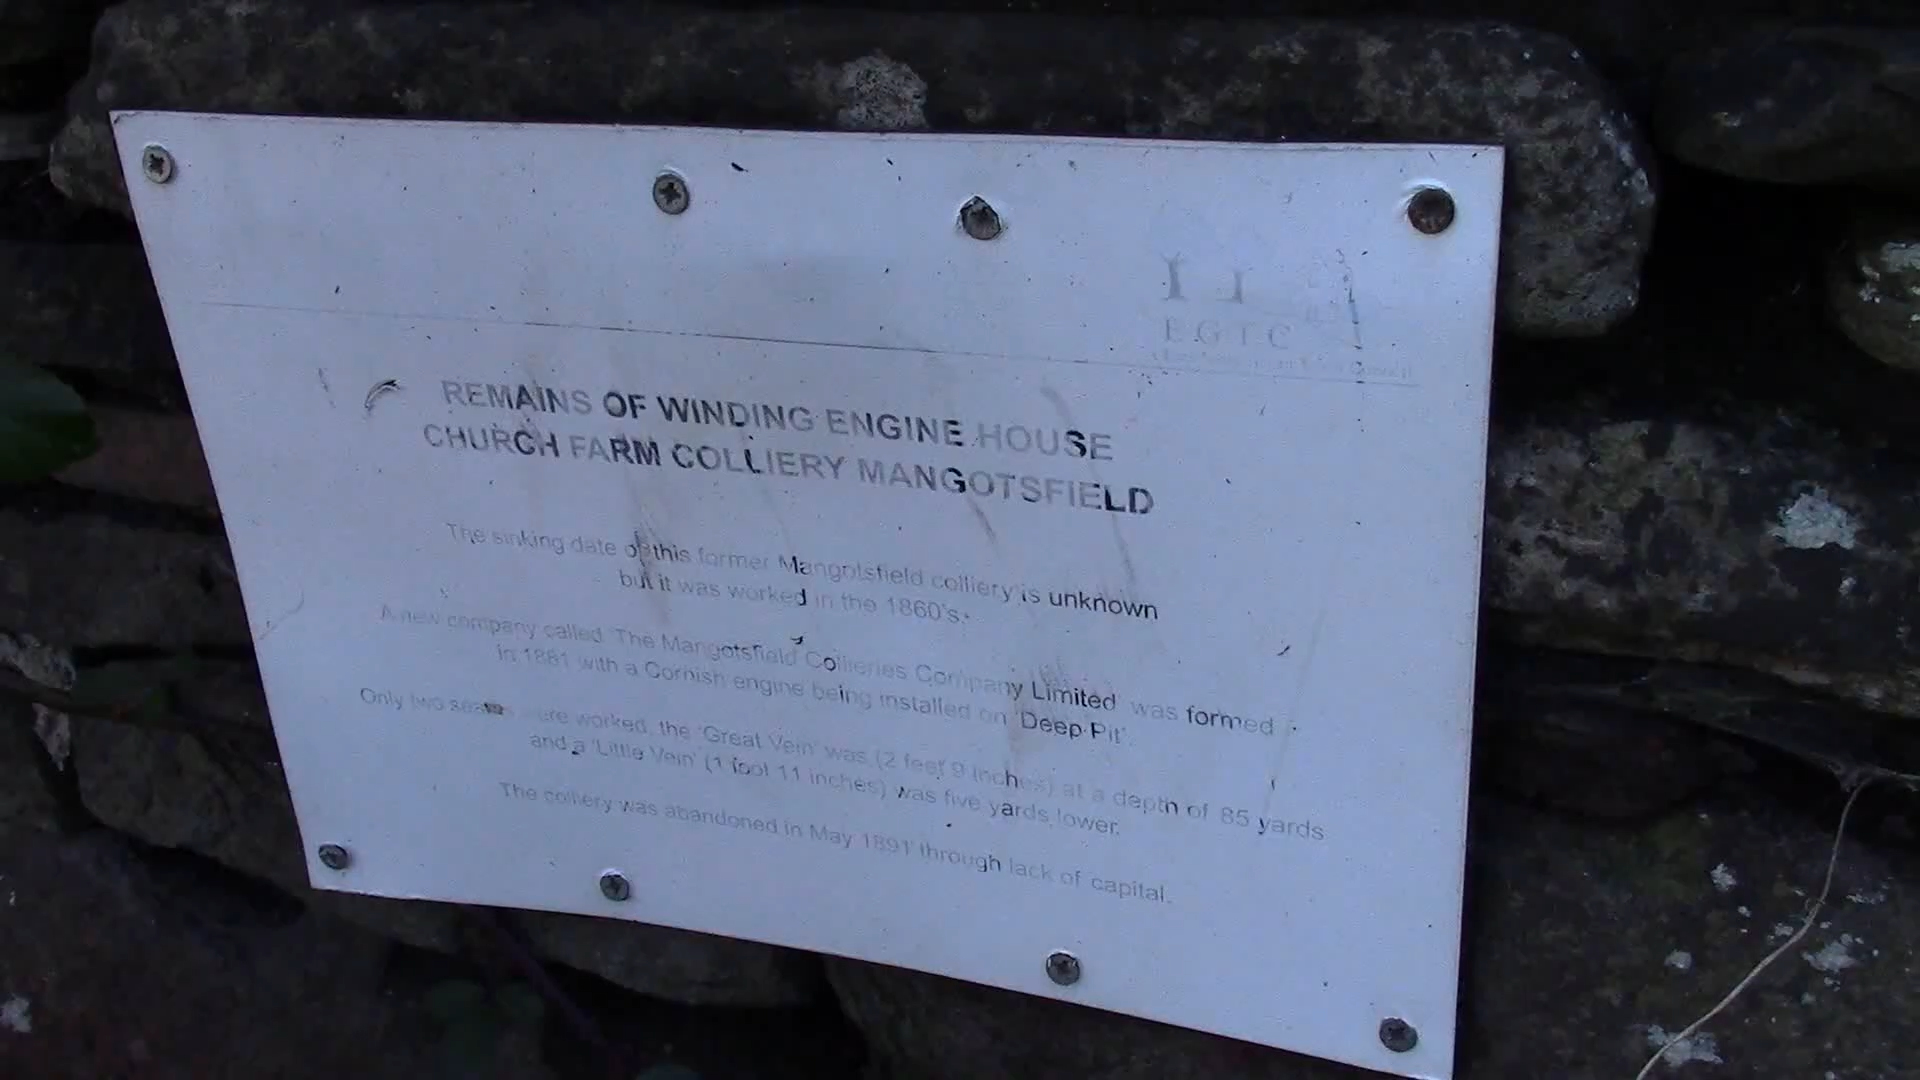 EGTC
REMAINS OF WINDING ENGINE HOUSE
CHURCH FARM COLLIERY MANGOTSFIELD
The sinking date of this former Mangotsfield colliery is unknown
but it was worked in the 1860's.
A new company called 'The Mangotsfield Collieries Company Limited' was formed
in 1881 with a Cornish engine being installed on 'Deep Pit'.
Only two seams were worked, the 'Great Vein' was (2 feet 9 inches) at a depth of 85 yards
and a 'Little Vein' (1 foot 11 inches) was five yards lower.
The colliery was abandoned in May 1891 through lack of capital.